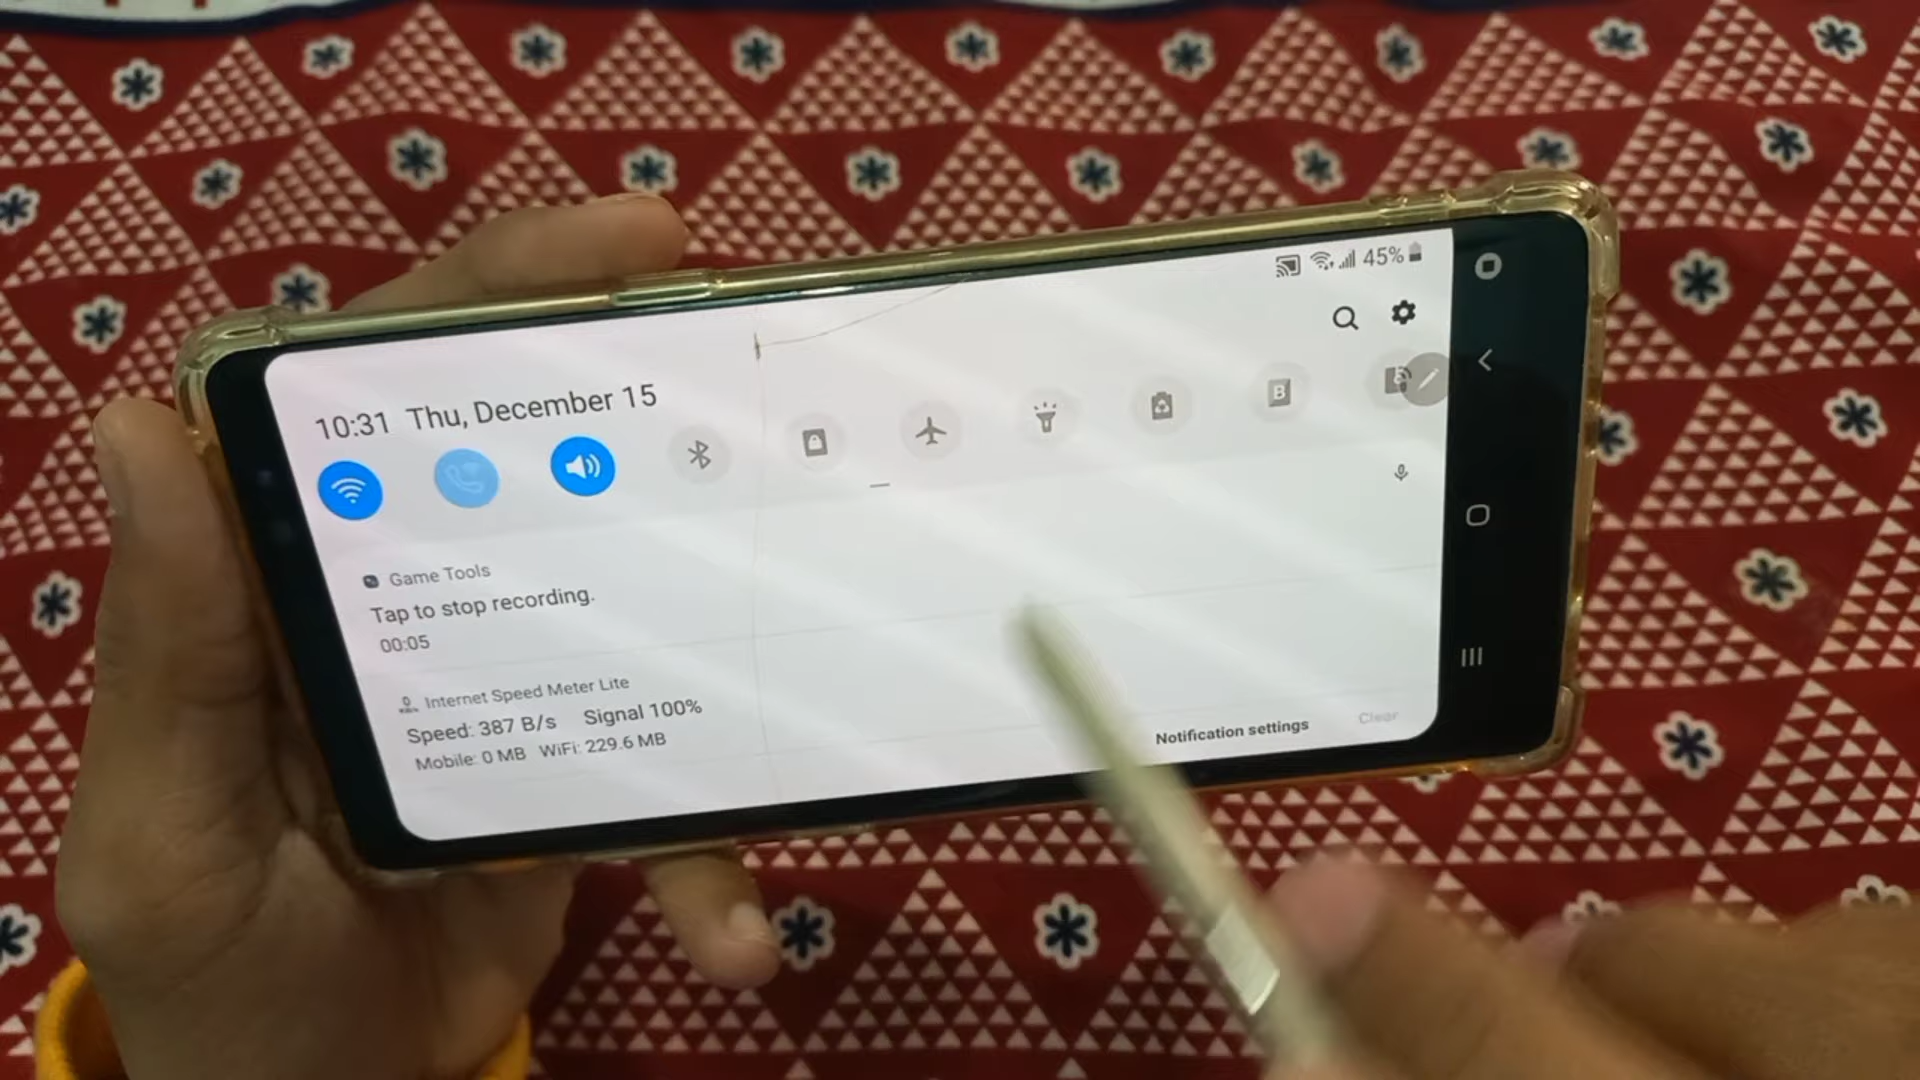 45%
10:31 Thu, December 15
B
Game Tools
Tap to stop recording.
00:05
Internet Speed Meter Lite
Speed: 387 B/s Signal 100%
Mobile: 0 MB WiFi: 229.6 MB
Notification settings
Clear